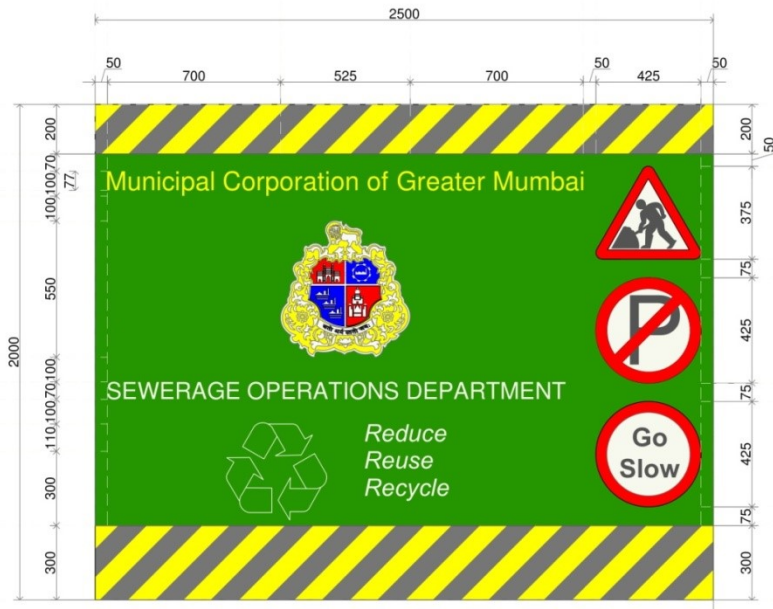 2500
50 700 525 700 50 425 50
200
200
50
70
100
77
Municipal Corporation of Greater Mumbai
100
375
75
550
2000
P
425
100
70
SEWERAGE OPERATIONS DEPARTMENT
75
100
110
Reduce
Go
425
Reuse
Slow
300
Recycle
75
300
300